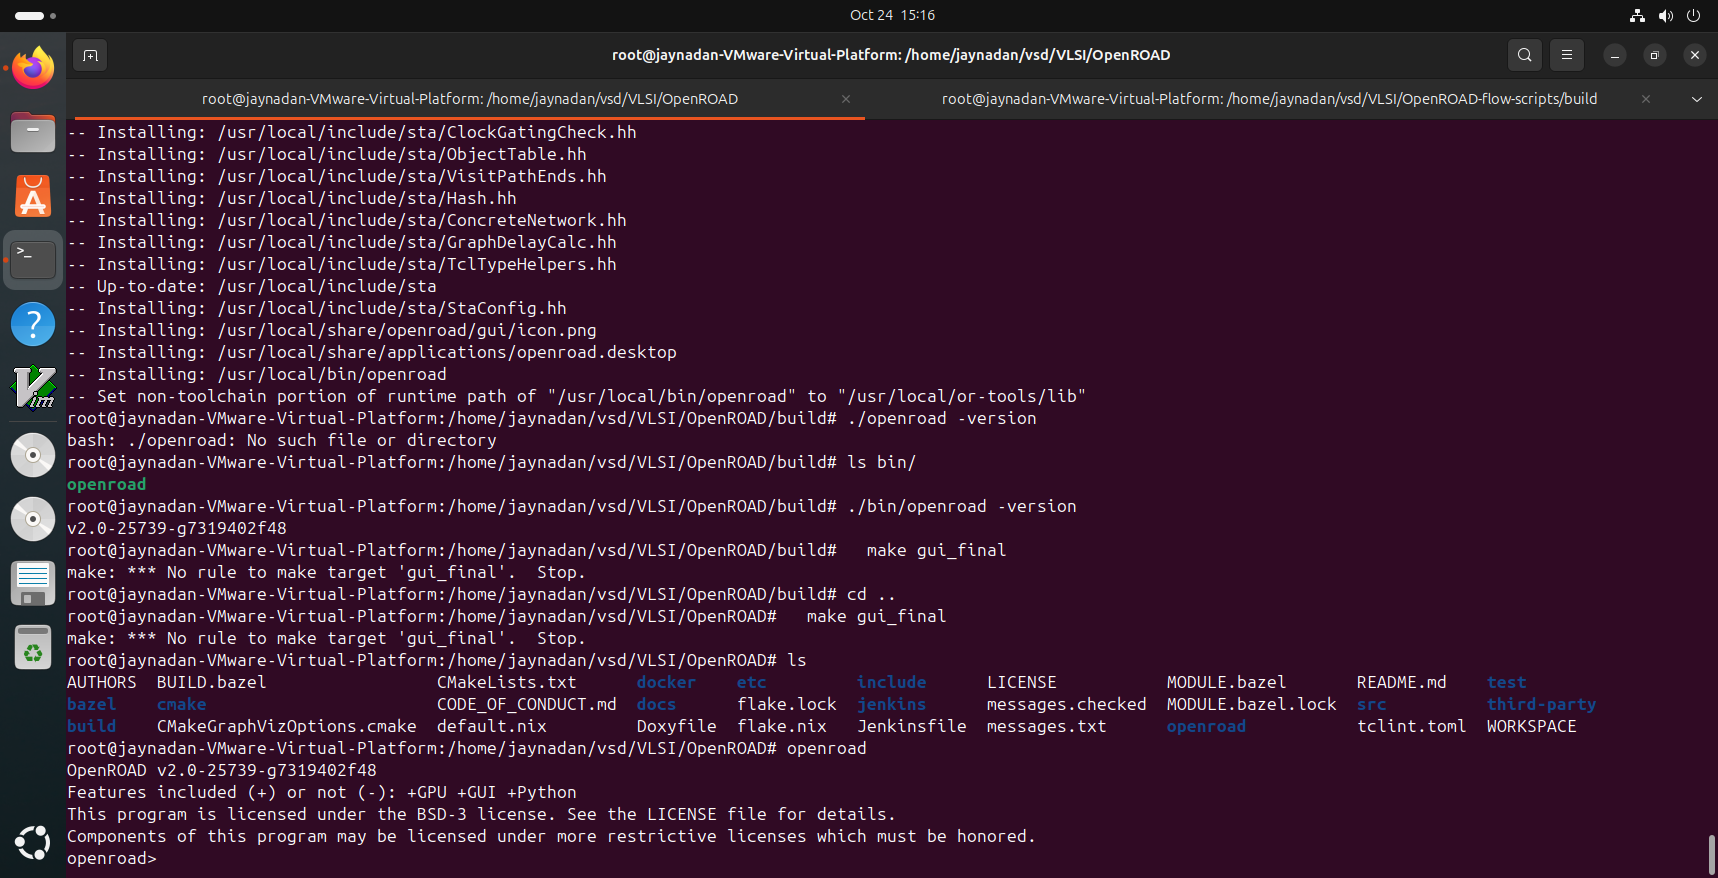 Oct 24 15:16
root@jaynadan-VMware-Virtual-Platform: /home/jaynadan/vsd/VLSI/OpenROAD
root@jaynadan-VMware-Virtual-Platform: /home/jaynadan/vsd/VLSI/OpenROAD
root@jaynadan-VMware-Virtual-Platform: /home/jaynadan/vsd/VLSI/OpenROAD-flow-scripts/build
-- Installing: /usr/local/include/sta/ClockGatingCheck.hh
-- Installing: /usr/local/include/sta/ObjectTable.hh
-- Installing: /usr/local/include/sta/VisitPathEnds.hh
-- Installing: /usr/local/include/sta/Hash.hh
-- Installing: /usr/local/include/sta/ConcreteNetwork.hh
-- Installing: /usr/local/include/sta/GraphDelayCalc.hh
-- Installing: /usr/local/include/sta/TclTypeHelpers.hh
-- Up-to-date: /usr/local/include/sta
-- Installing: /usr/local/include/sta/StaConfig.hh
-- Installing: /usr/local/share/openroad/gui/icon.png
-- Installing: /usr/local/share/applications/openroad.desktop
-- Installing: /usr/local/bin/openroad
-- Set non-toolchain portion of runtime path of "/usr/local/bin/openroad" to "/usr/local/or-tools/lib"
root@jaynadan-VMware-Virtual-Platform:/home/jaynadan/vsd/VLSI/OpenROAD/build# ./openroad -version
bash: ./openroad: No such file or directory
root@jaynadan-VMware-Virtual-Platform:/home/jaynadan/vsd/VLSI/OpenROAD/build# ls bin/
openroad
root@jaynadan-VMware-Virtual-Platform:/home/jaynadan/vsd/VLSI/OpenROAD/build# ./bin/openroad -version
v2.0-25739-g7319402f48
root@jaynadan-VMware-Virtual-Platform:/home/jaynadan/vsd/VLSI/OpenROAD/build#   make gui_final
make: *** No rule to make target 'gui_final'.  Stop.
root@jaynadan-VMware-Virtual-Platform:/home/jaynadan/vsd/VLSI/OpenROAD/build# cd ..
root@jaynadan-VMware-Virtual-Platform:/home/jaynadan/vsd/VLSI/OpenROAD#   make gui_final
make: *** No rule to make target 'gui_final'.  Stop.
root@jaynadan-VMware-Virtual-Platform:/home/jaynadan/vsd/VLSI/OpenROAD# ls
AUTHORS  BUILD.bazel                 CMakeLists.txt      docker    etc         include      LICENSE           MODULE.bazel       README.md    test
bazel    cmake                       CODE_OF_CONDUCT.md  docs      flake.lock  jenkins      messages.checked  MODULE.bazel.lock  src          third-party
build    CMakeGraphVizOptions.cmake  default.nix         Doxyfile  flake.nix   Jenkinsfile  messages.txt      openroad           tclint.toml  WORKSPACE
root@jaynadan-VMware-Virtual-Platform:/home/jaynadan/vsd/VLSI/OpenROAD# openroad
OpenROAD v2.0-25739-g7319402f48
Features included (+) or not (-): +GPU +GUI +Python
This program is licensed under the BSD-3 license. See the LICENSE file for details.
Components of this program may be licensed under more restrictive licenses which must be honored.
openroad>